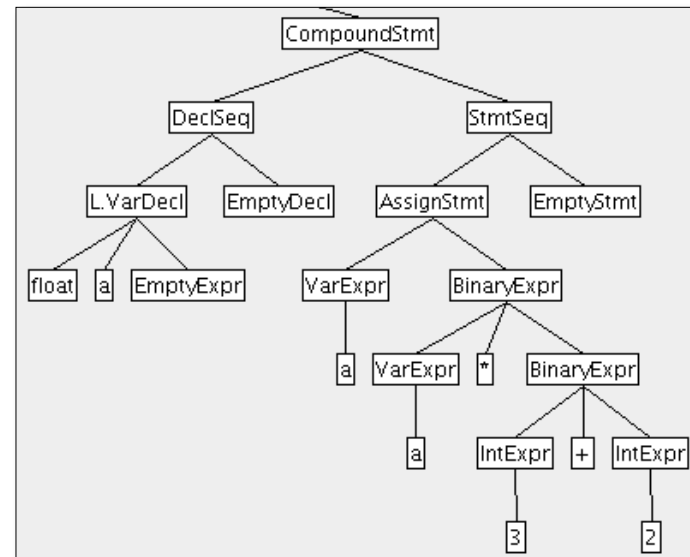 CompoundStmt
DeclSeq StmtSeq
L.VarDecl EmptyDecl AssignStmt EmptyStmt
float a EmptyExpr VarExpr BinaryExpr
a VarExpr * BinaryExpr
a IntExpr + IntExpr
3 2